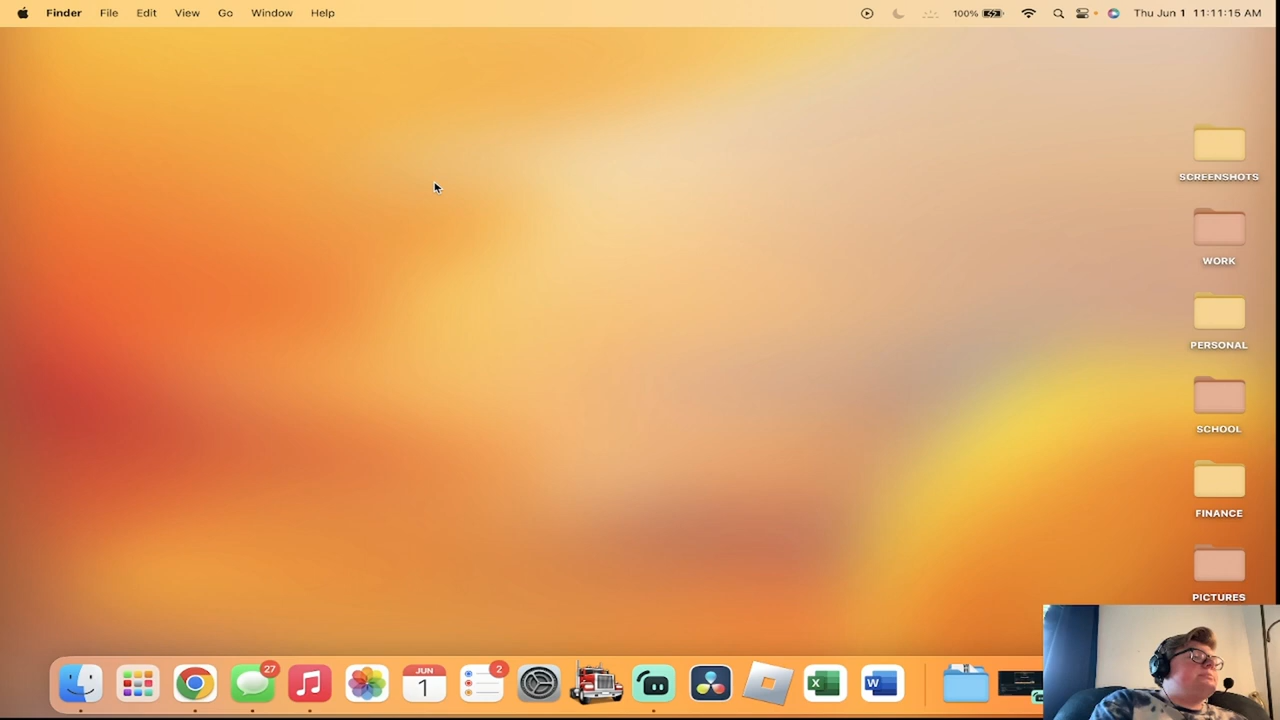 Finder File Edit View Go Window Help 100% Thu Jun 1 11:11:15 AM
SCREENSHOTS
WORK
PERSONAL
SCHOOL
FINANCE
PICTURES
27
JUN
1
2
X
W